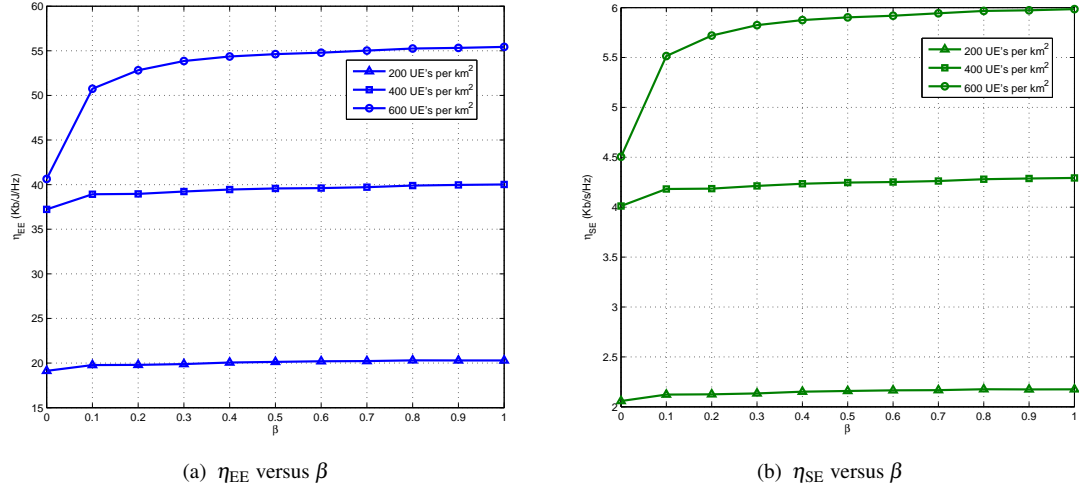 60
55
50
45
40
35
30
25
20
15
η_EE (Kb/J/Hz)
200 UE's per km²
400 UE's per km²
600 UE's per km²
0 0.1 0.2 0.3 0.4 0.5 0.6 0.7 0.8 0.9 1
β
(a) η_EE versus β
6
5.5
5
4.5
4
3.5
3
2.5
2
η_SE (Kb/s/Hz)
200 UE's per km²
400 UE's per km²
600 UE's per km²
0 0.1 0.2 0.3 0.4 0.5 0.6 0.7 0.8 0.9 1
β
(b) η_SE versus β